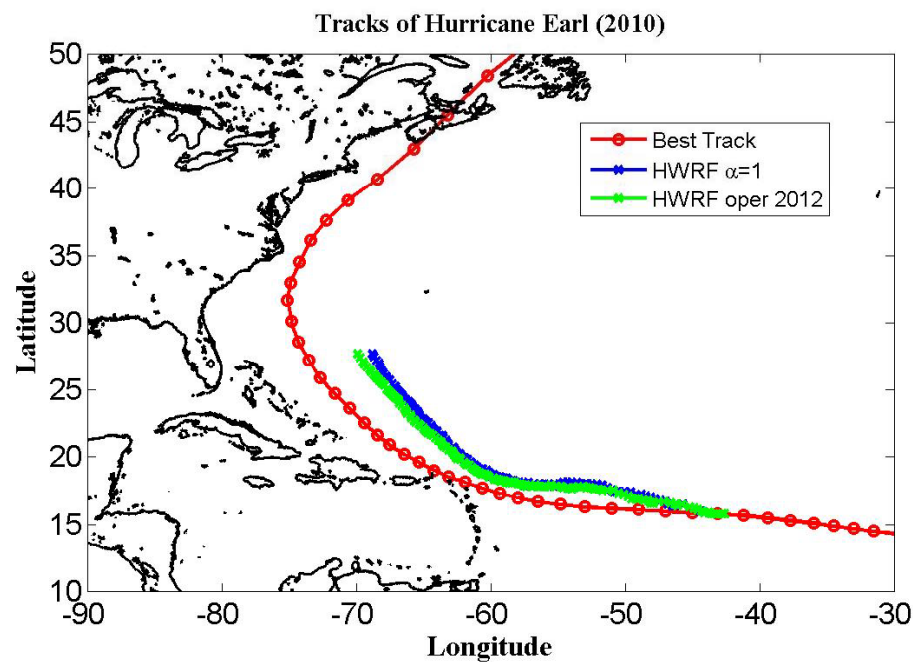 Tracks of Hurricane Earl (2010)
50
45
40
35
30
25
20
15
10
Latitude
Best Track
HWRF α=1
HWRF oper 2012
-90 -80 -70 -60 -50 -40 -30
Longitude